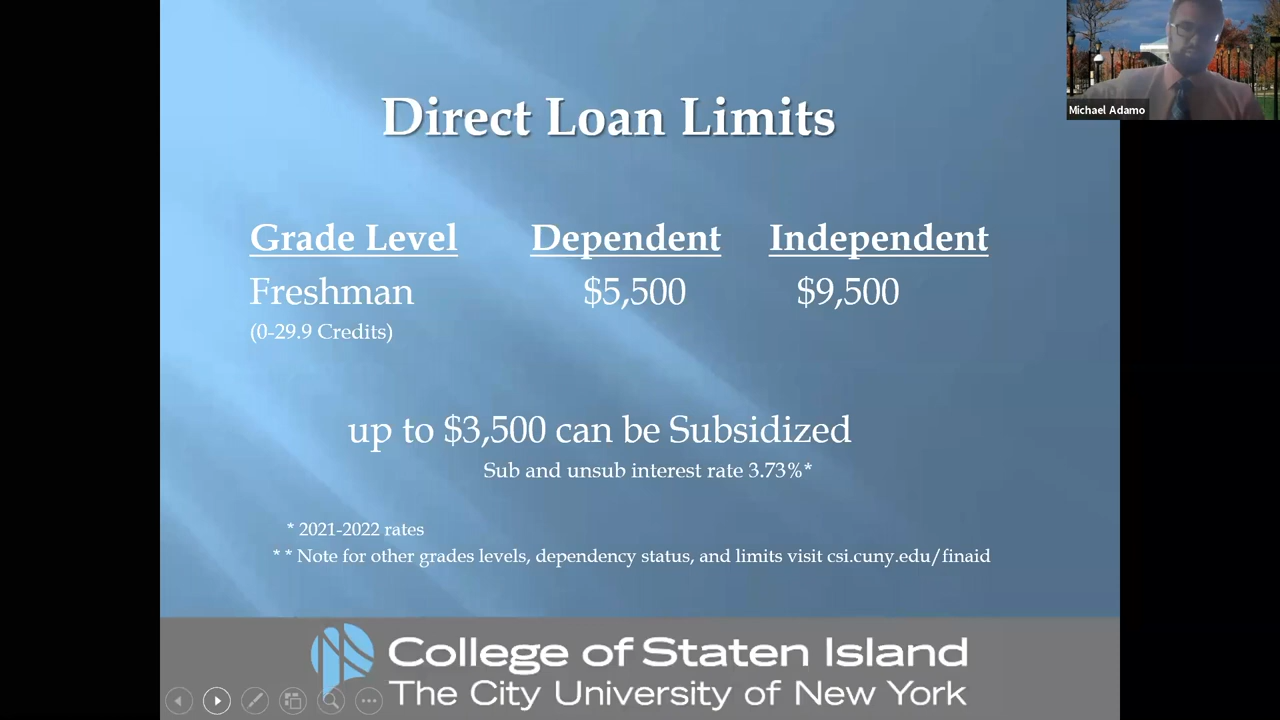 Direct Loan Limits
Michael Adamo
Grade Level Dependent Independent
Freshman $5,500 $9,500
(0-29.9 Credits)
up to $3,500 can be Subsidized
Sub and unsub interest rate 3.73%*
* 2021-2022 rates
* * Note for other grades levels, dependency status, and limits visit csi.cuny.edu/finaid
College of Staten Island
The City University of New York